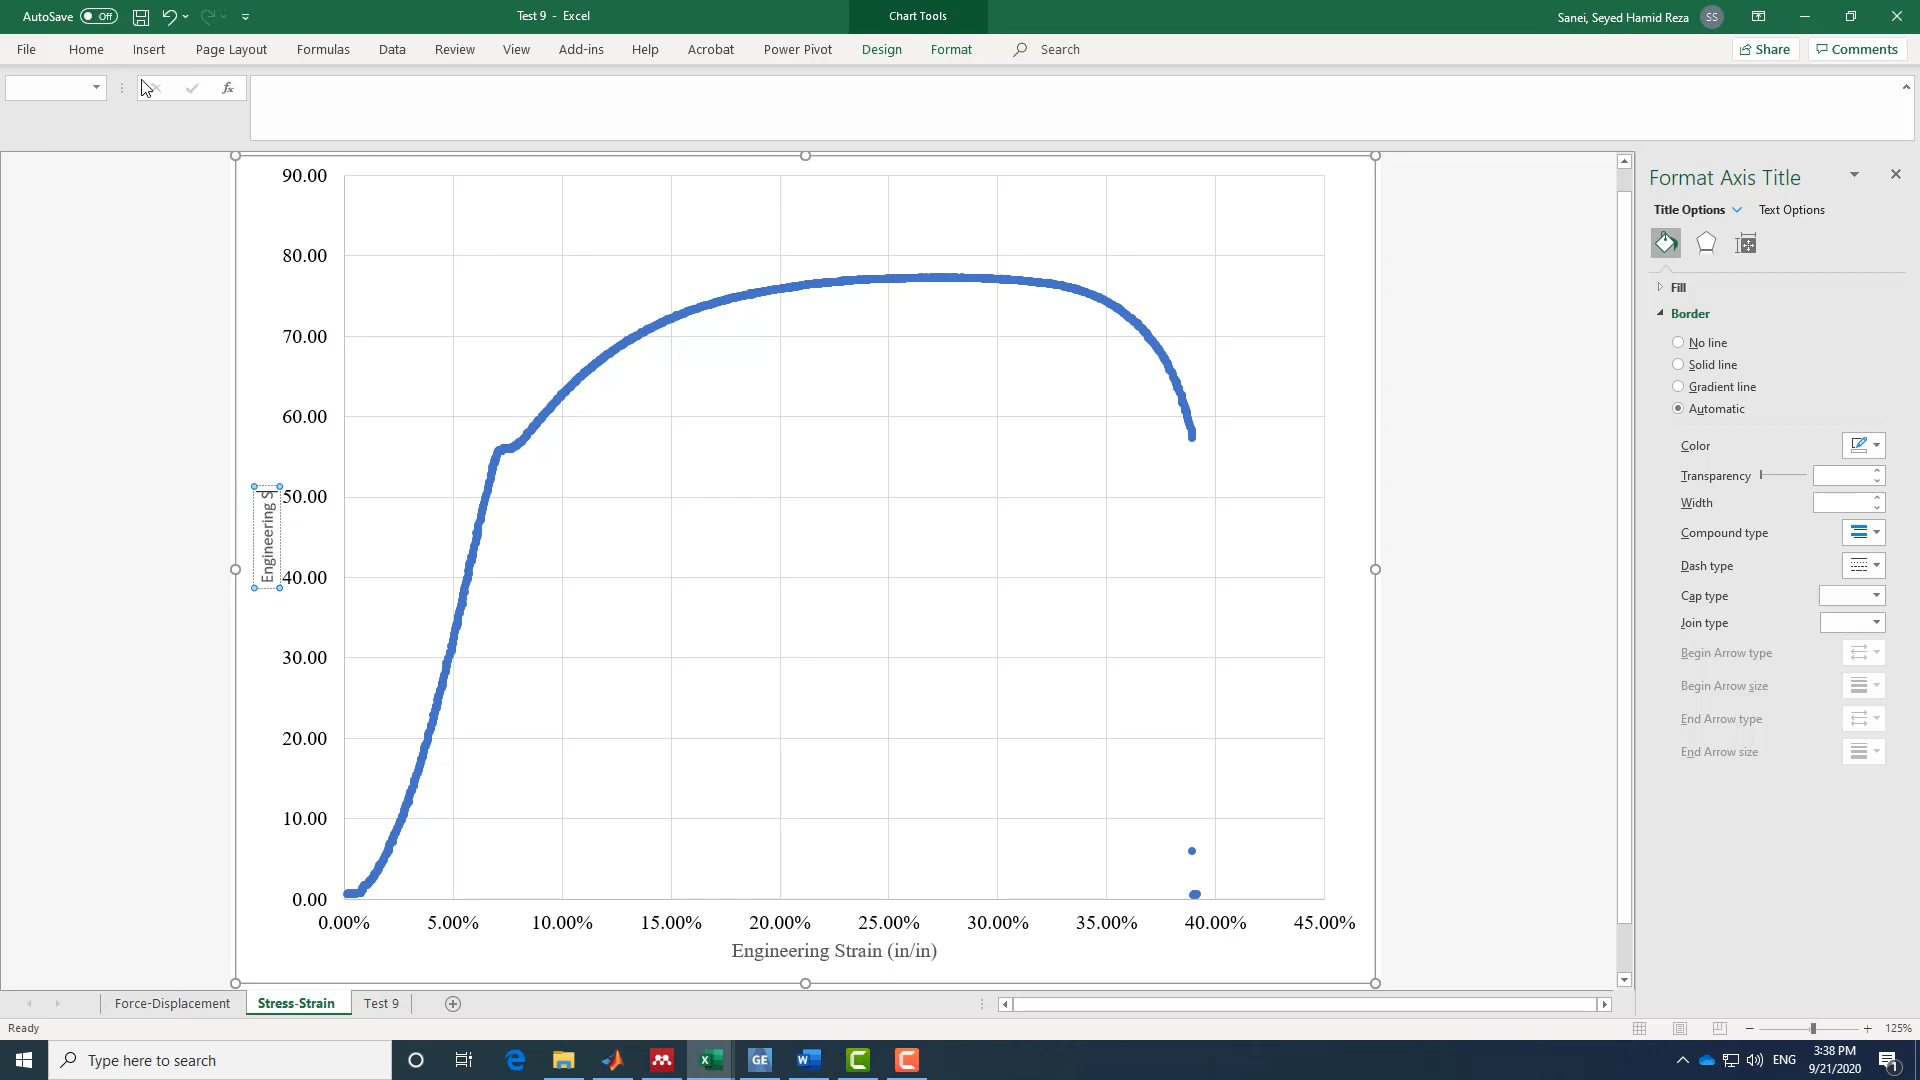 AutoSave Off
Test 9 - Excel
Chart Tools
Sanei, Seyed Hamid Reza SS
File Home Insert Page Layout Formulas Data Review View Add-ins Help Acrobat Power Pivot Design Format Search Share Comments
fx
90.00
80.00
70.00
60.00
50.00
40.00
30.00
20.00
10.00
0.00
Engineering S
0.00% 5.00% 10.00% 15.00% 20.00% 25.00% 30.00% 35.00% 40.00% 45.00%
Engineering Strain (in/in)
Format Axis Title
Title Options Text Options
Fill
Border
No line
Solid line
Gradient line
Automatic
Color
Transparency
Width
Compound type
Dash type
Cap type
Join type
Begin Arrow type
Begin Arrow size
End Arrow type
End Arrow size
Force-Displacement Stress-Strain Test 9
Ready
125%
Type here to search
GE
ENG
3:38 PM
9/21/2020
1